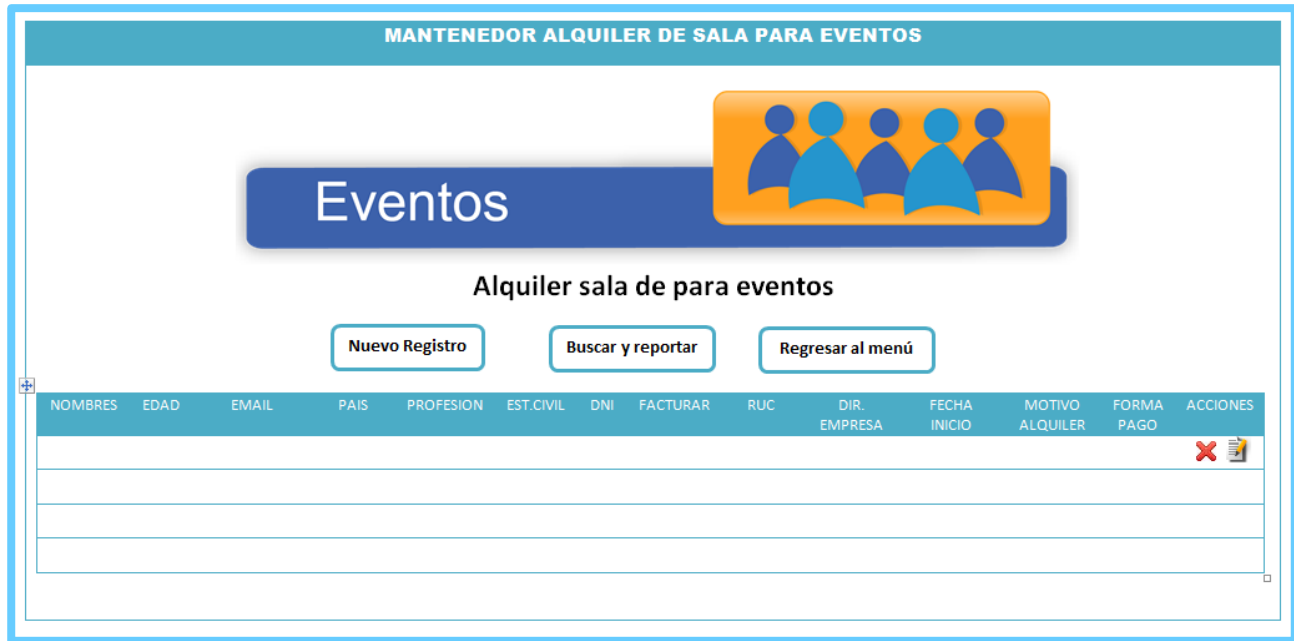 MANTENEDOR ALQUILER DE SALA PARA EVENTOS
Eventos
Alquiler sala de para eventos
Nuevo Registro Buscar y reportar Regresar al menú
NOMBRES EDAD EMAIL PAIS PROFESION EST.CIVIL DNI FACTURAR RUC DIR. FECHA MOTIVO FORMA ACCIONES
EMPRESA INICIO ALQUILER PAGO